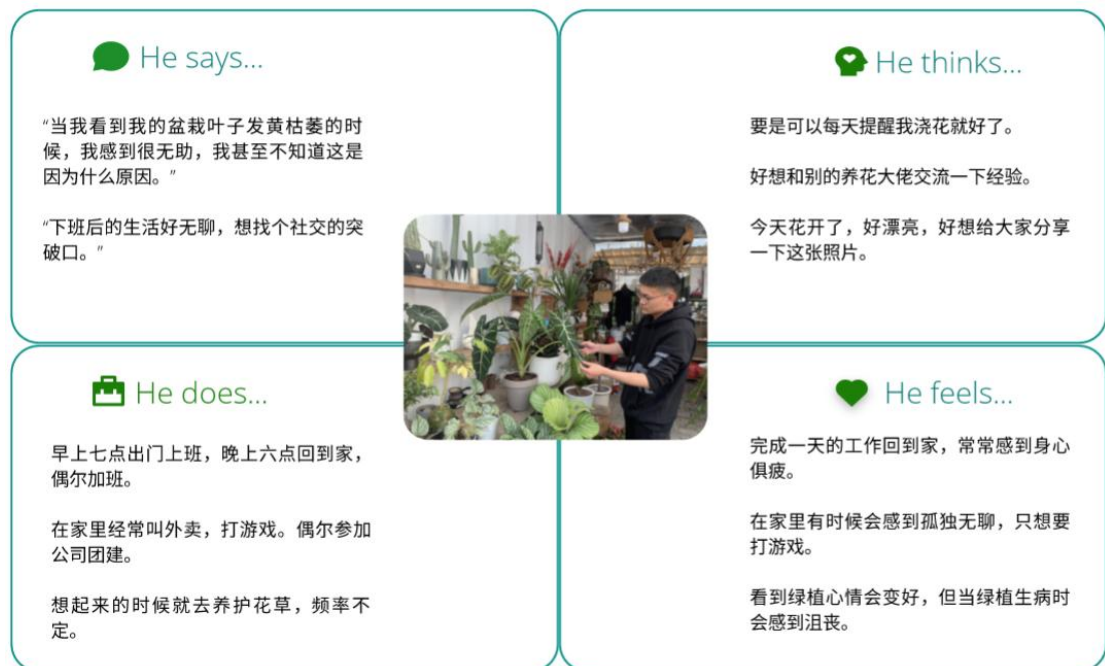 He says...
“当我看到我的盆栽叶子发黄枯萎的时
候，我感到很无助，我甚至不知道这是
因为什么原因。”
“下班后的生活好无聊，想找个社交的突
破口。”
He thinks...
要是可以每天提醒我浇花就好了。
好想和别的养花大佬交流一下经验。
今天花开了，好漂亮，好想给大家分享
一下这张照片。
He does...
早上七点出门上班，晚上六点回到家，
偶尔加班。
在家里经常叫外卖，打游戏。偶尔参加
公司团建。
想起来的时候就去养护花草，频率不
定。
He feels...
完成一天的工作回到家，常常感到身心
俱疲。
在家里有时候会感到孤独无聊，只想要
打游戏。
看到绿植心情会变好，但当绿植生病时
会感到沮丧。